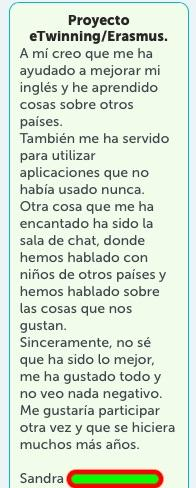 Proyecto
eTwinning/Erasmus.
A mí creo que me ha
ayudado a mejorar mi
inglés y he aprendido
cosas sobre otros
países.
También me ha servido
para utilizar
aplicaciones que no
había usado nunca.
Otra cosa que me ha
encantado ha sido la
sala de chat, donde
hemos hablado con
niños de otros países y
hemos hablado sobre
las cosas que nos
gustan.
Sinceramente, no sé
que ha sido lo mejor,
me ha gustado todo y
no veo nada negativo.
Me gustaría participar
otra vez y que se hiciera
muchos más años.
Sandra